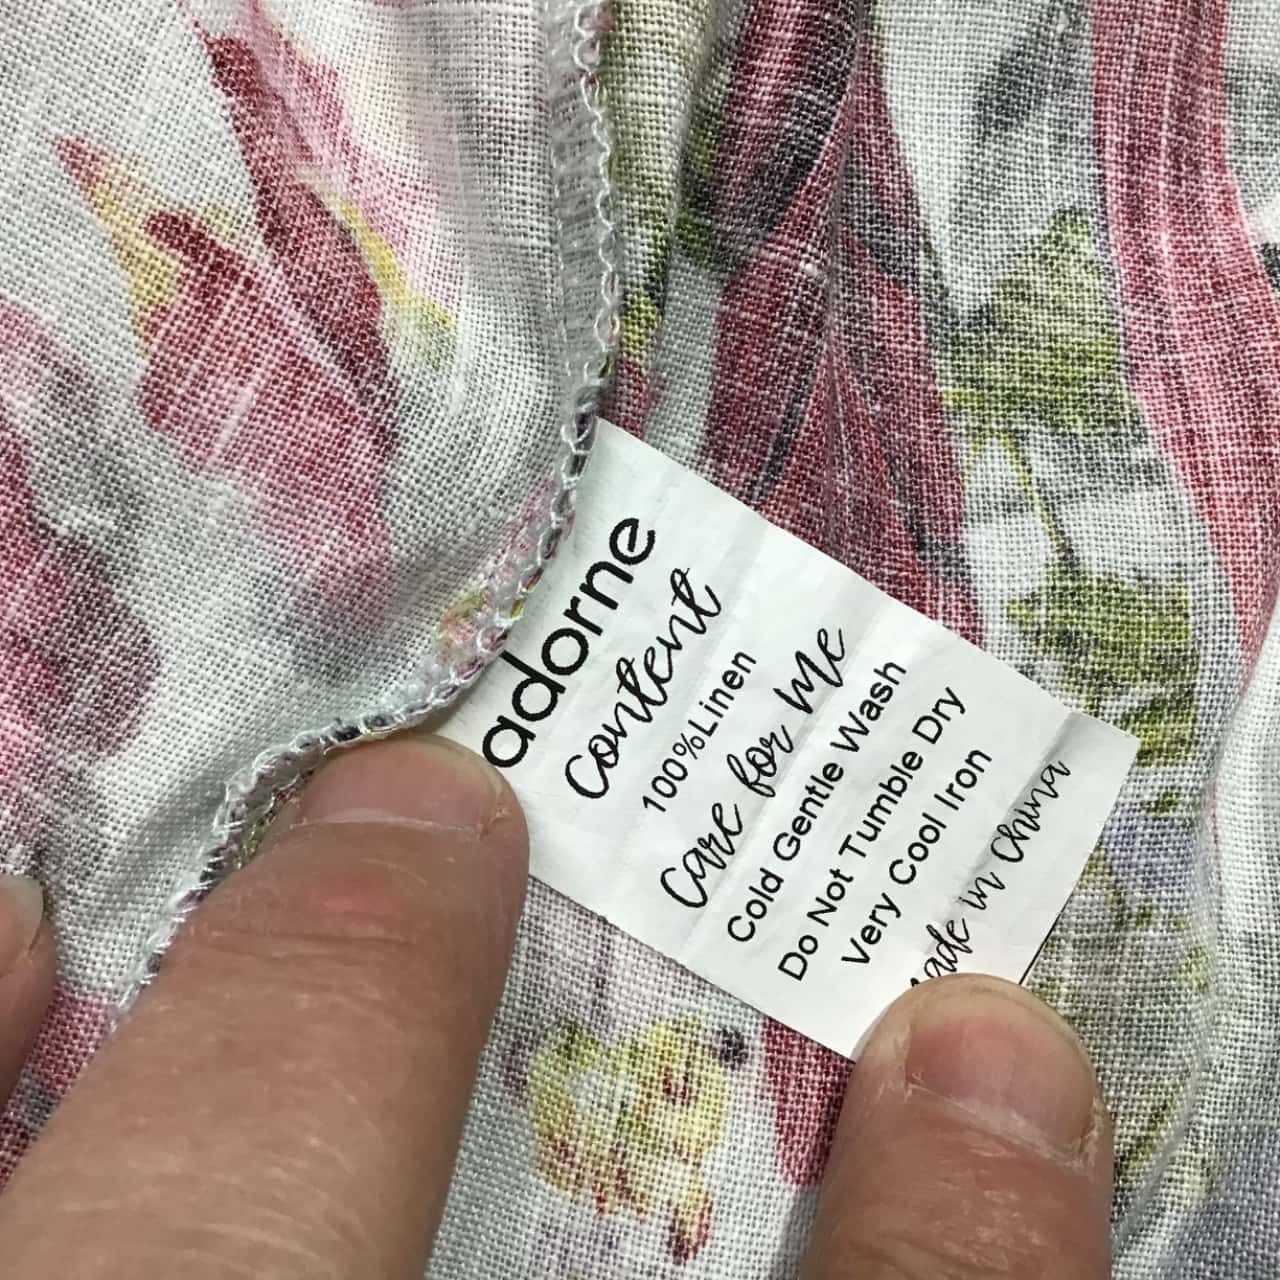 adorne
Content
100%Linen
Care for me
Cold Gentle Wash
Do Not Tumble Dry
Very Cool Iron
made in China